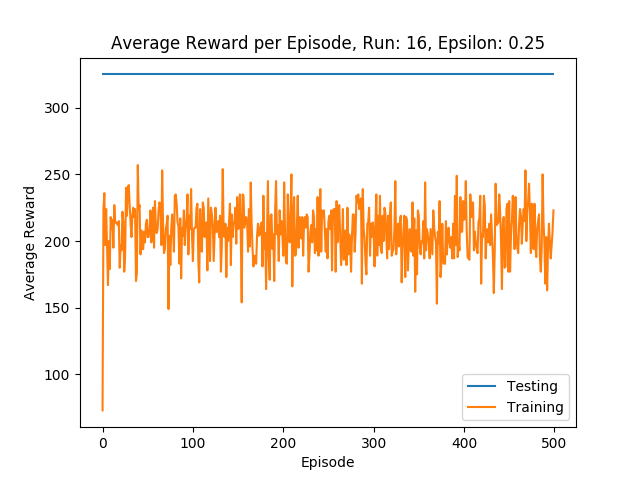 Average Reward per Episode, Run: 16, Epsilon: 0.25
Average Reward
300
250
200
150
100
0
100
200
300
400
500
Episode
Testing
Training